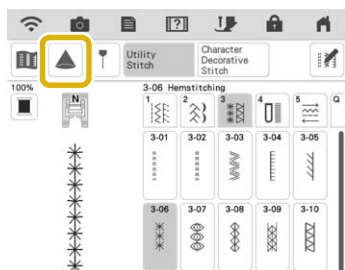 ?
Utility
Stitch
Character
Decorative
Stitch
100%
N
3-06 Hemstitching
1 2 3 4 5 Q
3-01 3-02 3-03 3-04 3-05
3-06 3-07 3-08 3-09 3-10